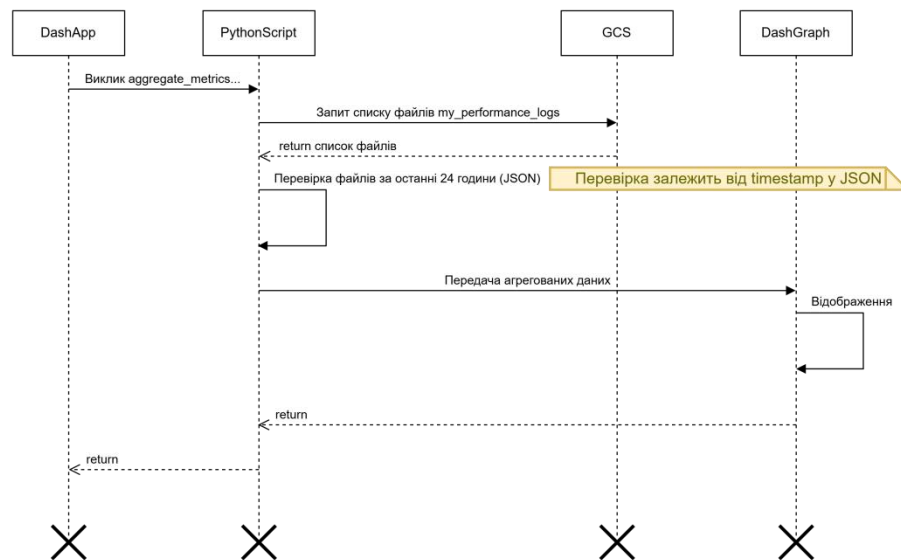 DashApp
PythonScript
GCS
DashGraph
Виклик aggregate_metrics...
Запит списку файлів my_performance_logs
return список файлів
Перевірка файлів за останні 24 години (JSON)
Перевірка залежить від timestamp у JSON
Передача агрегованих даних
Відображення
return
return